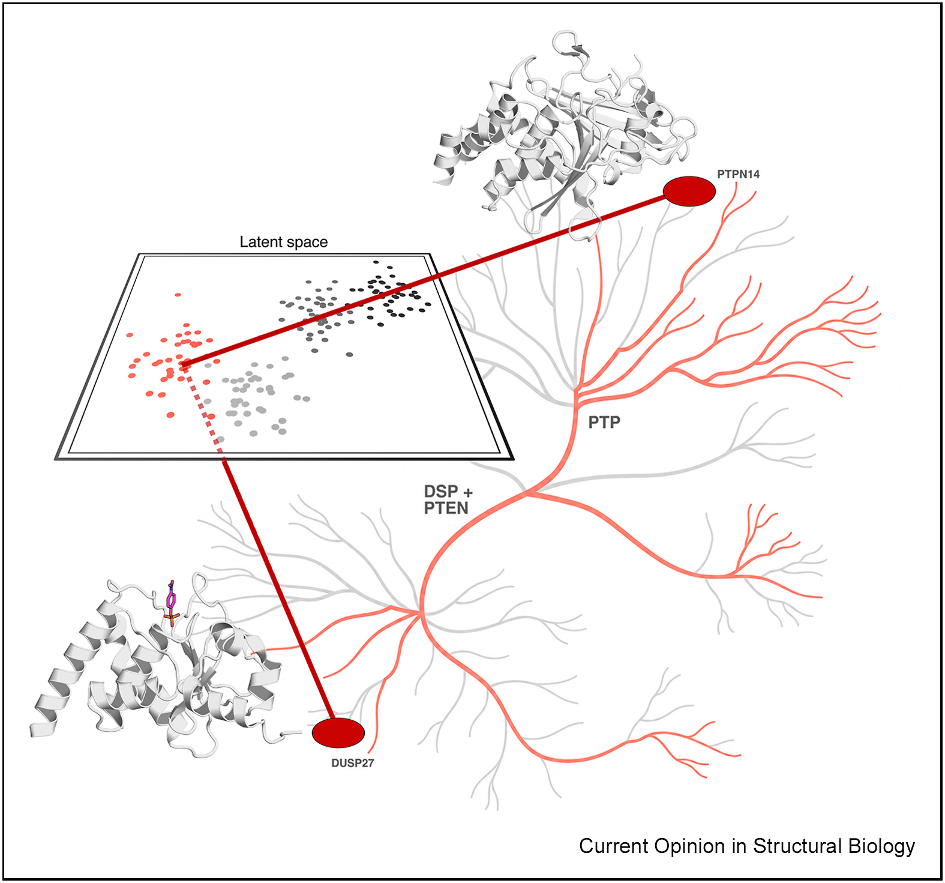 PTPN14
Latent space
PTP
DSP +
PTEN
DUSP27
Current Opinion in Structural Biology